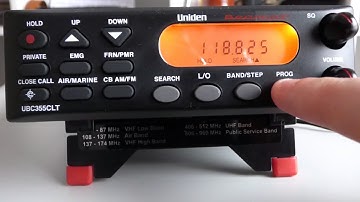 HOLD
UP
DOWN
Uniden
SQ
118.825
HOLD
SEARCH▲
PRIVATE
EMG
FRN/PMR
CLOSE CALL
AIR/MARINE
CB AM/FM
SEARCH
L/O
BAND/STEP
PROG
VOLUME
UBC355CLT
- 87 MHz VHF Low Band
108 - 137 MHz Air Band
137 - 174 MHz VHF High Band
406 - 512 MHz UHF Band
Public Service Band